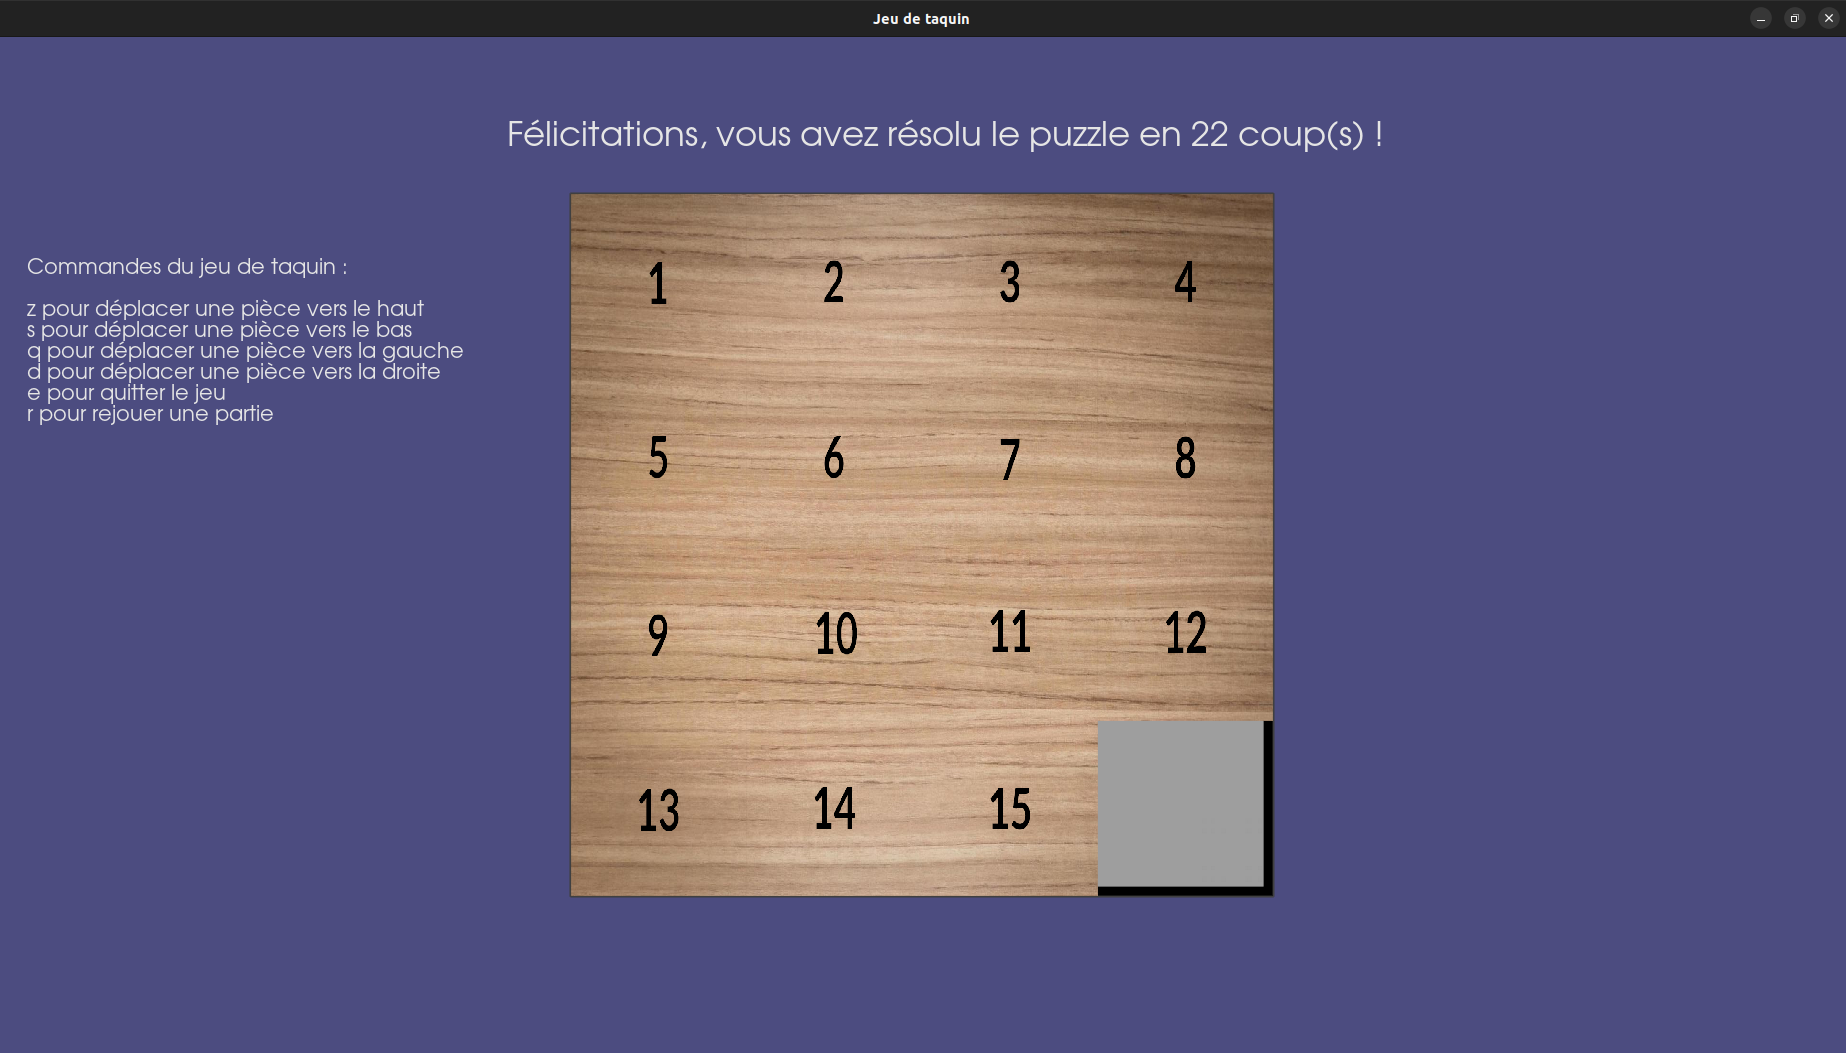 Jeu de taquin
Félicitations, vous avez résolu le puzzle en 22 coup(s) !
Commandes du jeu de taquin :
z pour déplacer une pièce vers le haut
s pour déplacer une pièce vers le bas
q pour déplacer une pièce vers la gauche
d pour déplacer une pièce vers la droite
e pour quitter le jeu
r pour rejouer une partie
1 2 3 4
5 6 7 8
9 10 11 12
13 14 15